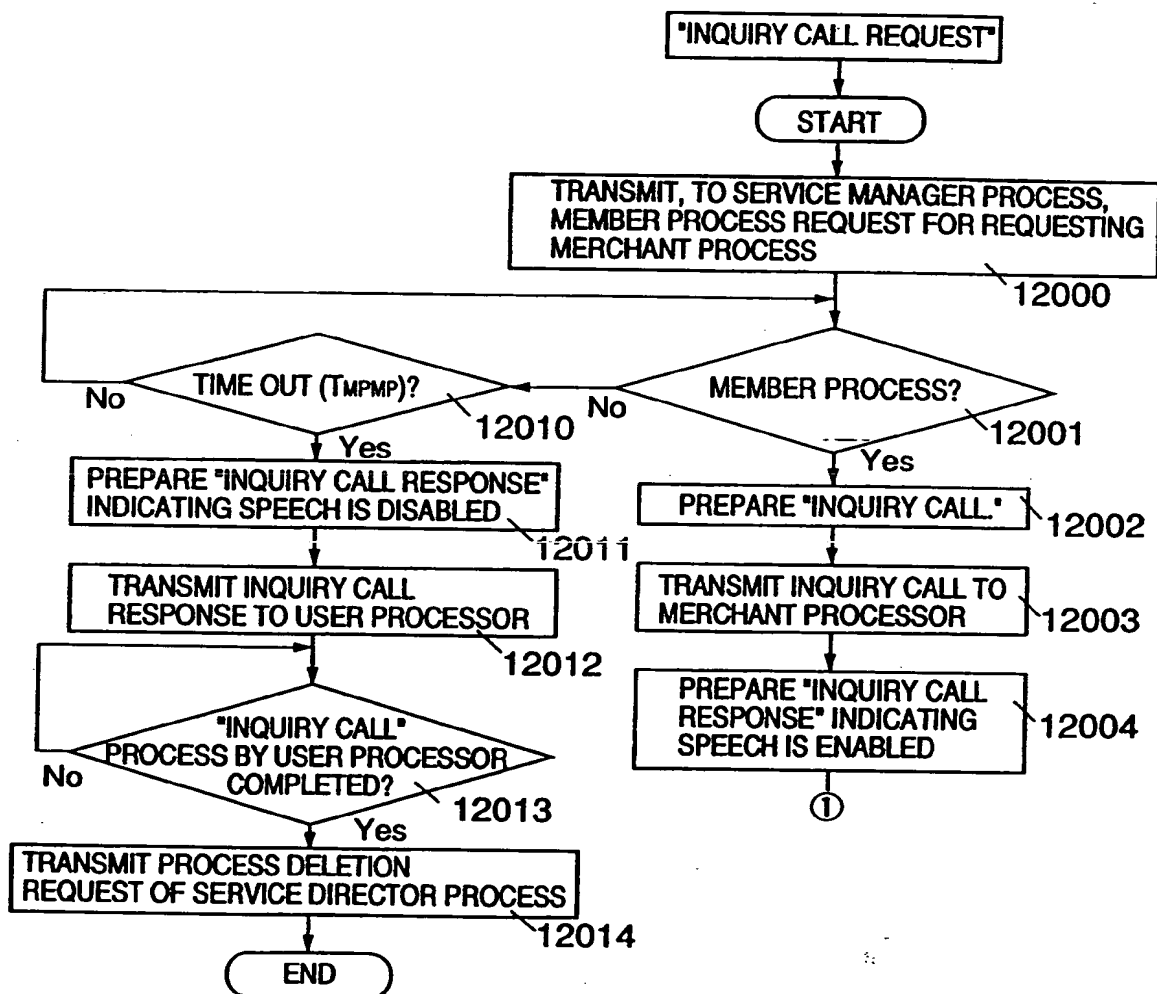 "INQUIRY CALL REQUEST"
START
TRANSMIT, TO SERVICE MANAGER PROCESS,
MEMBER PROCESS REQUEST FOR REQUESTING
MERCHANT PROCESS
12000
MEMBER PROCESS?
12001
No
Yes
TIME OUT (TMPMP)?
12010
No
Yes
PREPARE "INQUIRY CALL RESPONSE"
INDICATING SPEECH IS DISABLED
12011
TRANSMIT INQUIRY CALL
RESPONSE TO USER PROCESSOR
12012
"INQUIRY CALL"
PROCESS BY USER PROCESSOR
COMPLETED?
12013
No
Yes
TRANSMIT PROCESS DELETION
REQUEST OF SERVICE DIRECTOR PROCESS
12014
END
PREPARE "INQUIRY CALL."
12002
TRANSMIT INQUIRY CALL TO
MERCHANT PROCESSOR
12003
PREPARE "INQUIRY CALL
RESPONSE" INDICATING
SPEECH IS ENABLED
12004
①